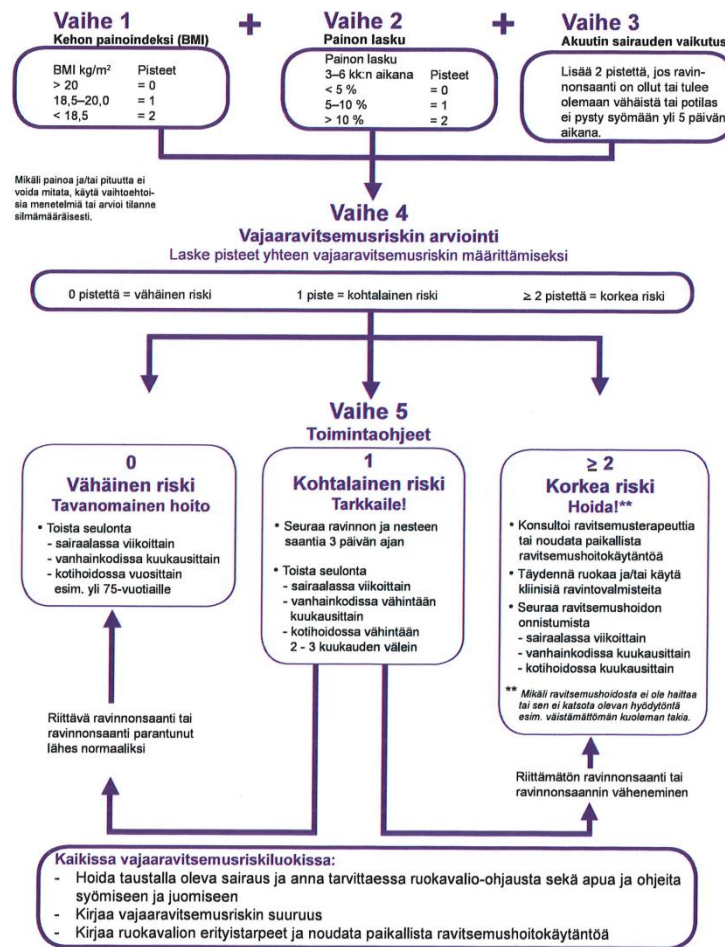 Vaihe 1 + Vaihe 2 + Vaihe 3
Kehon painoindeksi (BMI)
BMI kg/m² Pisteet
> 20 = 0
18,5–20,0 = 1
< 18,5 = 2
Painon lasku
Painon lasku
3–6 kk:n aikana Pisteet
< 5 % = 0
5–10 % = 1
> 10 % = 2
Akuutin sairauden vaikutus
Lisää 2 pistettä, jos ravin-
nonsaanti on ollut tai tulee
olemaan vähäistä tai potilas
ei pysty syömään yli 5 päivän
aikana.
Mikäli painoa ja/tai pituutta ei
voida mitata, käytä vaihtoehtoi-
sia menetelmiä tai arvioi tilanne
silmämääräisesti.
Vaihe 4
Vajaaravitsemusriskin arviointi
Laske pisteet yhteen vajaaravitsemusriskin määrittämiseksi
0 pistettä = vähäinen riski 1 piste = kohtalainen riski ≥ 2 pistettä = korkea riski
Vaihe 5
Toimintaohjeet
0
Vähäinen riski
Tavanomainen hoito
• Toista seulonta
- sairaalassa viikoittain
- vanhainkodissa kuukausittain
- kotihoidossa vuosittain
esim. yli 75-vuotiaille
1
Kohtalainen riski
Tarkkaile!
• Seuraa ravinnon ja nesteen
saantia 3 päivän ajan
• Toista seulonta
- sairaalassa viikoittain
- vanhainkodissa vähintään
kuukausittain
- kotihoidossa vähintään
2 - 3 kuukauden välein
≥ 2
Korkea riski
Hoida!**
• Konsultoi ravitsemusterapeuttia
tai noudata paikallista
ravitsemushoitokäytäntöä
• Täydennä ruokaa ja/tai käytä
kliinisiä ravintovalmisteita
• Seuraa ravitsemushoidon
onnistumista
- sairaalassa viikoittain
- vanhainkodissa kuukausittain
- kotihoidossa kuukausittain
** Mikäli ravitsemushoidosta ei ole haittaa
tai sen ei katsota olevan hyödytöntä
esim. väistämättömän kuoleman takia.
Riittävä ravinnonsaanti tai
ravinnonsaanti parantunut
lähes normaaliksi
Riittämätön ravinnonsaanti tai
ravinnonsaannin väheneminen
Kaikissa vajaaravitsemusriskiluokissa:
- Hoida taustalla oleva sairaus ja anna tarvittaessa ruokavalio-ohjausta sekä apua ja ohjeita
syömiseen ja juomiseen
- Kirjaa vajaaravitsemusriskin suuruus
- Kirjaa ruokavalion erityistarpeet ja noudata paikallista ravitsemushoitokäytäntöä